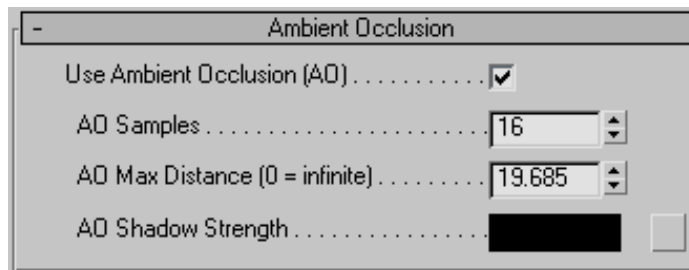 - Ambient Occlusion
Use Ambient Occlusion (AO) . . . . . . . . . . .
AO Samples . . . . . . . . . . . . . . . . . . . . . . . 16
AO Max Distance (0 = infinite) . . . . . . . . . 19.685
AO Shadow Strength . . . . . . . . . . . . . . . .